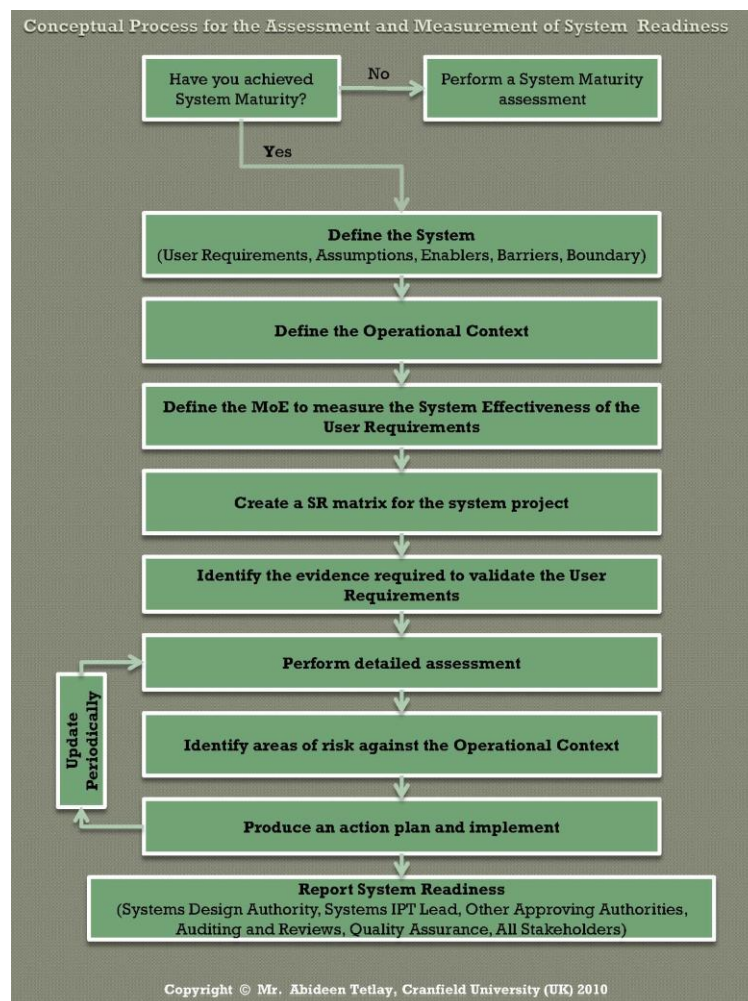 Conceptual Process for the Assessment and Measurement of System Readiness
Have you achieved
System Maturity?
No
Perform a System Maturity
assessment
Yes
Define the System
(User Requirements, Assumptions, Enablers, Barriers, Boundary)
Define the Operational Context
Define the MoE to measure the System Effectiveness of the
User Requirements
Create a SR matrix for the system project
Identify the evidence required to validate the User
Requirements
Perform detailed assessment
Update
Periodically
Identify areas of risk against the Operational Context
Produce an action plan and implement
Report System Readiness
(Systems Design Authority, Systems IPT Lead, Other Approving Authorities,
Auditing and Reviews, Quality Assurance, All Stakeholders)
Copyright © Mr. Abideen Tetlay, Cranfield University (UK) 2010